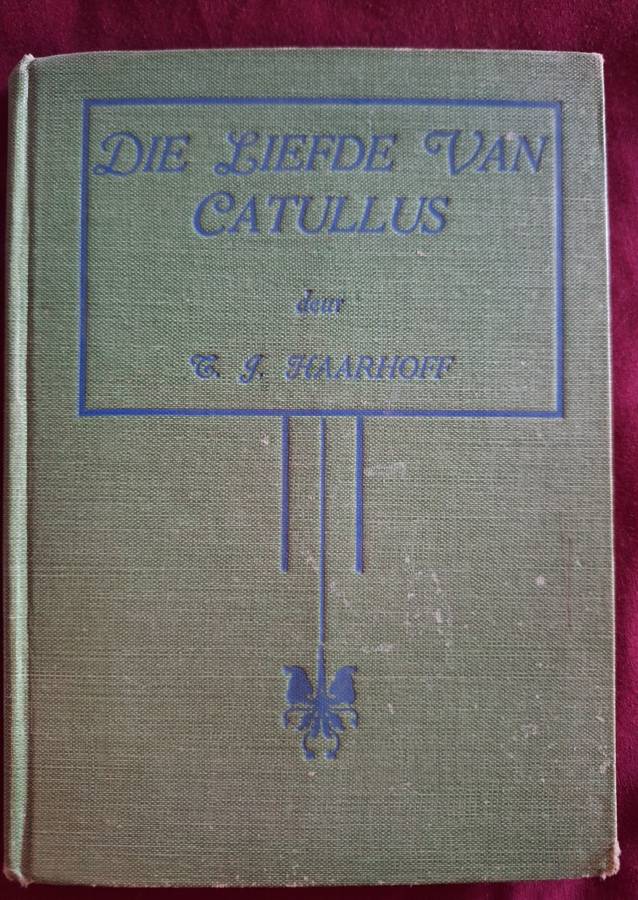 DIE LIEFDE VAN
CATULLUS
deur
T. J. HAARHOFF